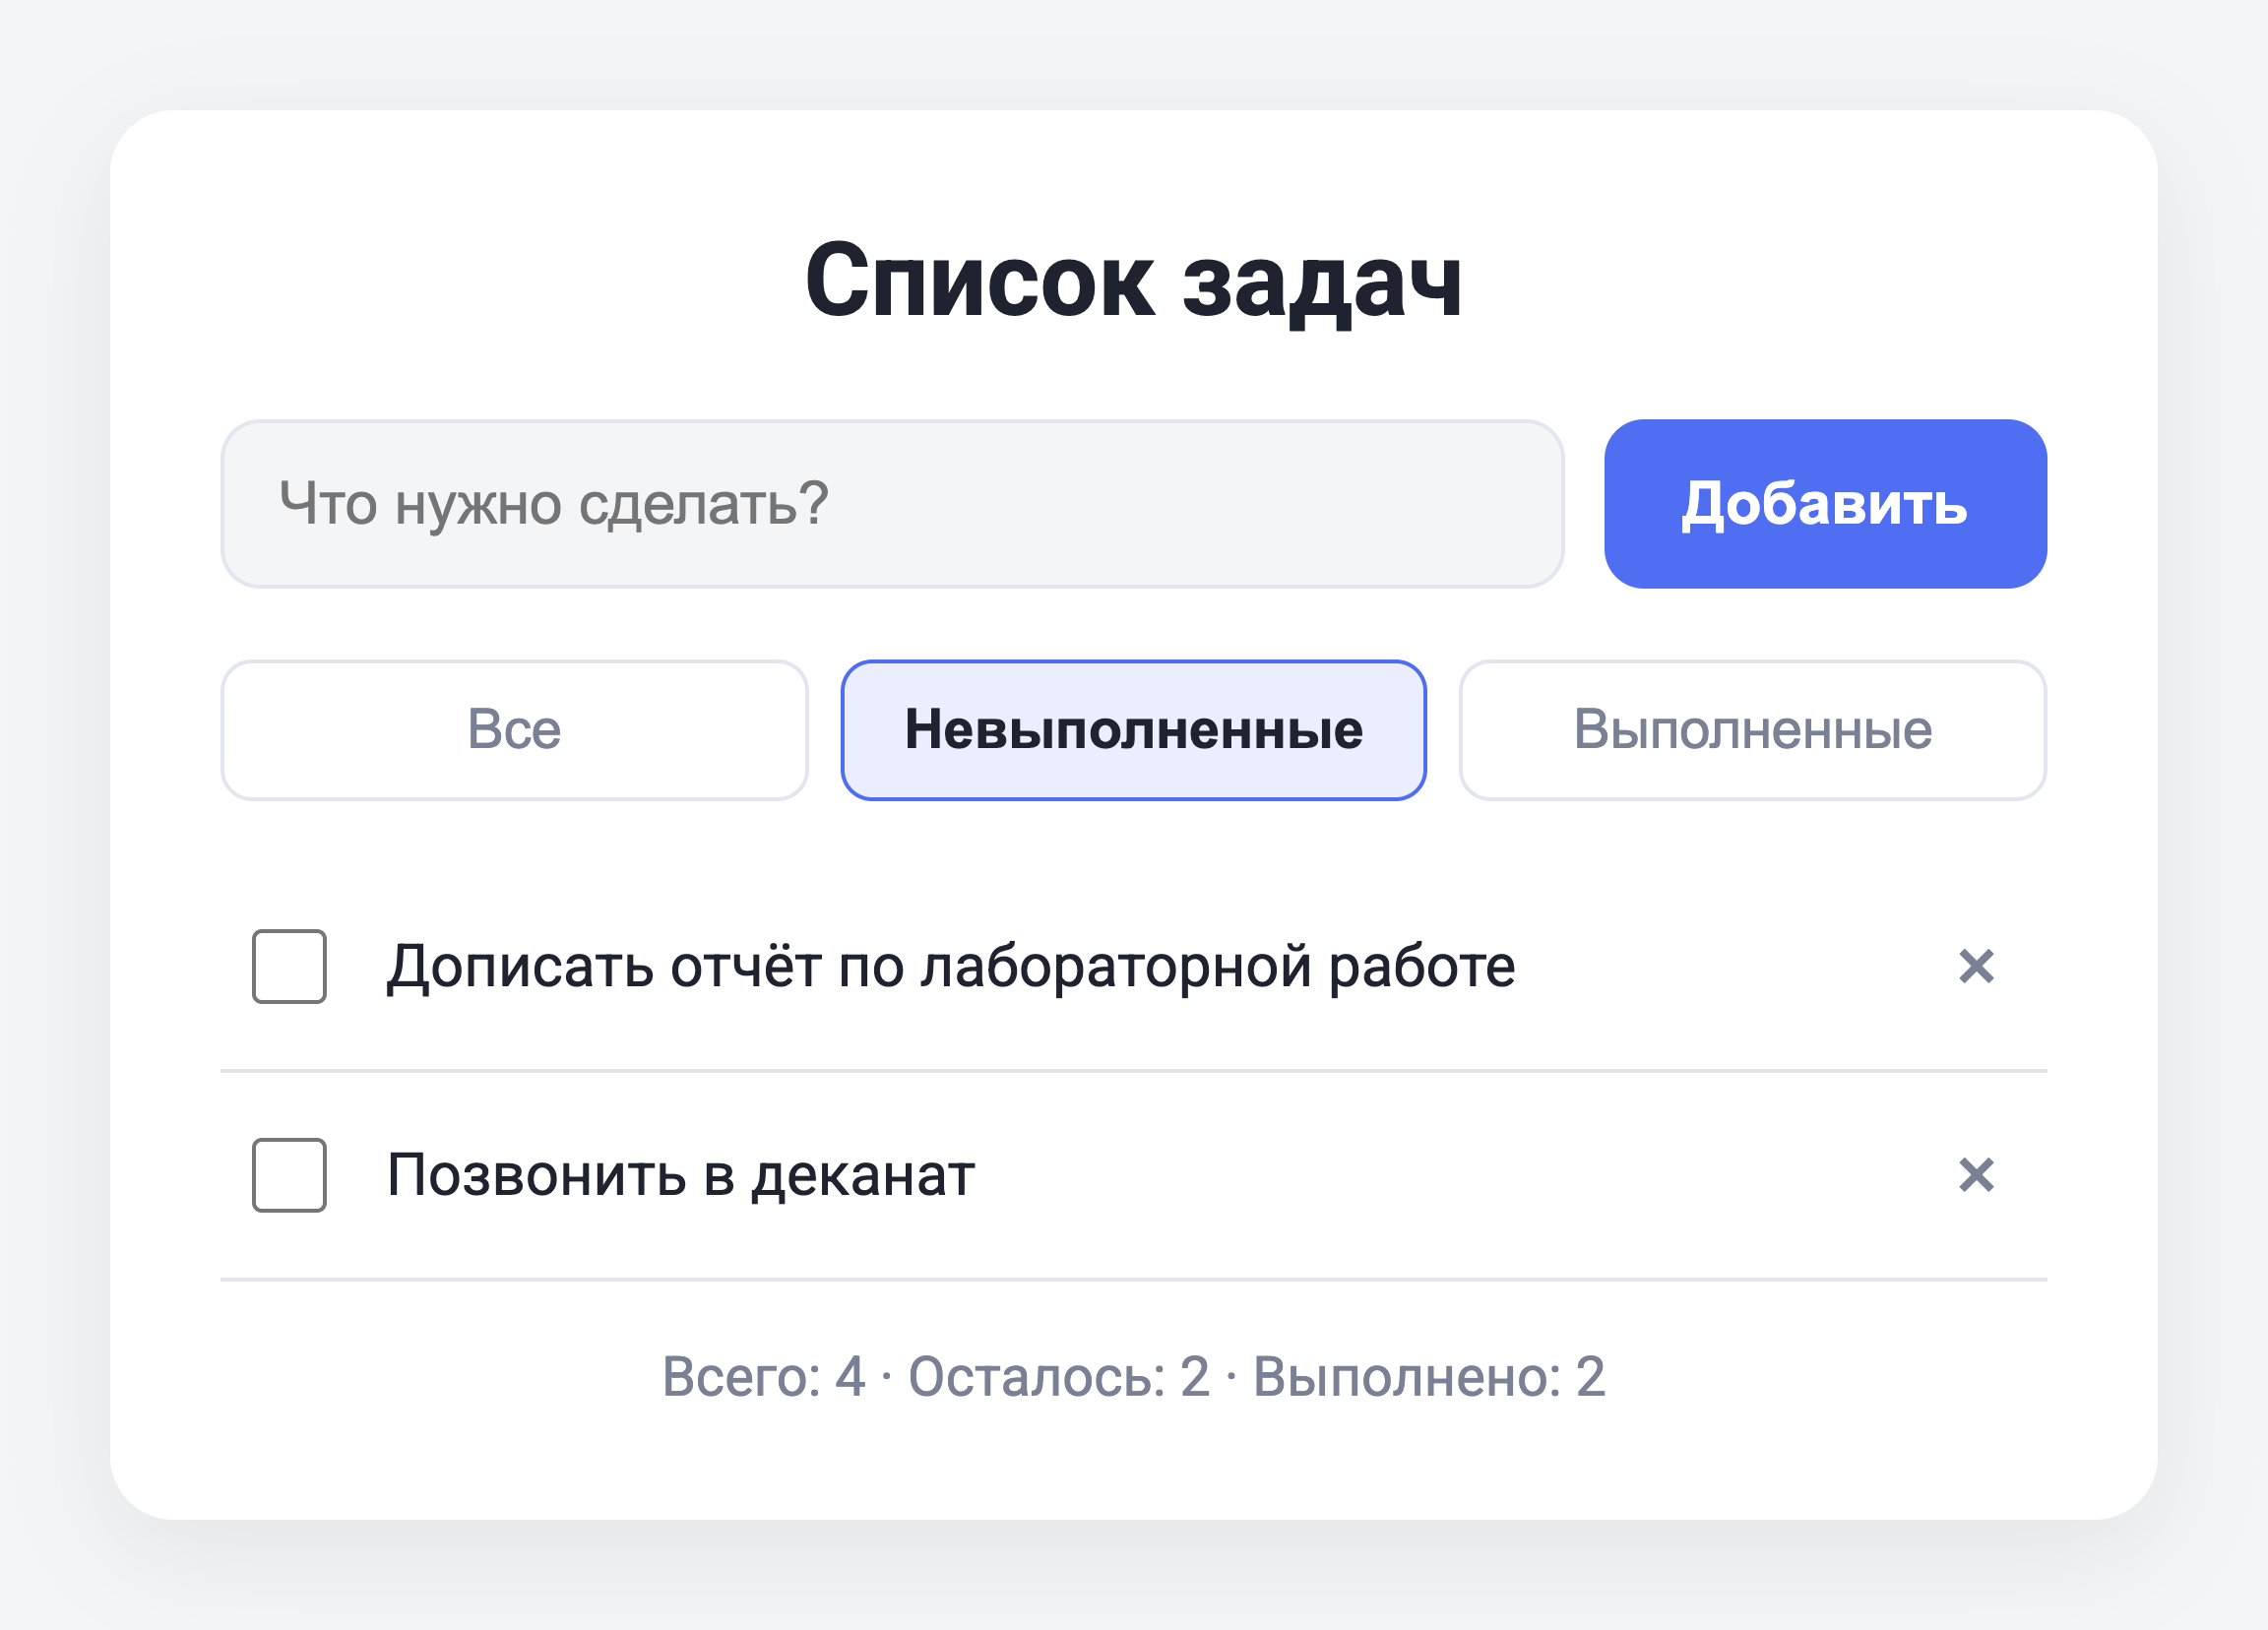 Список задач
Что нужно сделать?
Добавить
Все
Невыполненные
Выполненные
Дописать отчёт по лабораторной работе ×
Позвонить в деканат ×
Всего: 4 · Осталось: 2 · Выполнено: 2